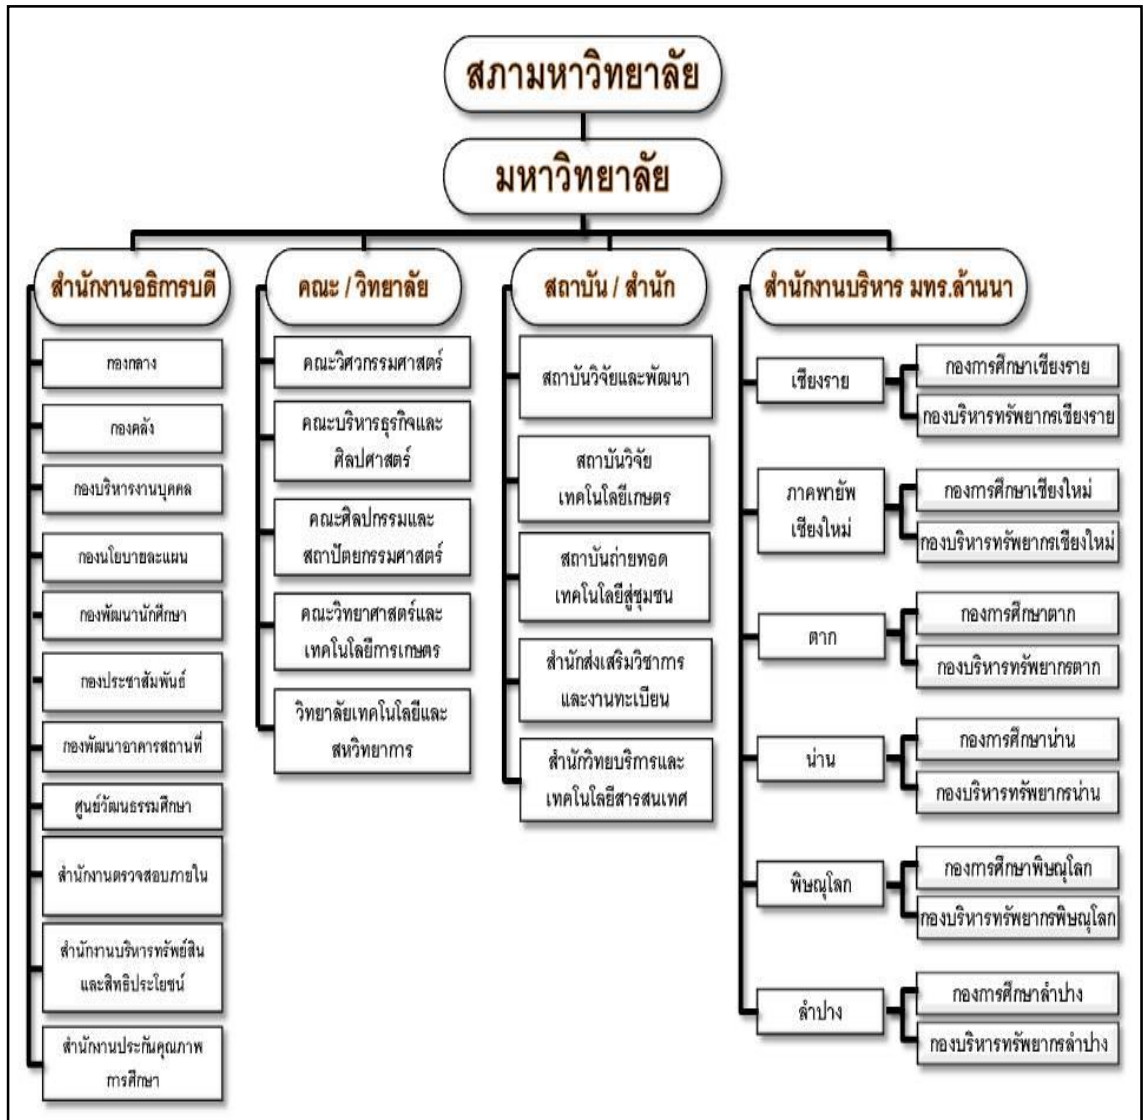 สภามหาวิทยาลัย
มหาวิทยาลัย
สำนักงานอธิการบดี
กองกลาง
กองคลัง
กองบริหารงานบุคคล
กองนโยบายละแผน
กองพัฒนานักศึกษา
กองประชาสัมพันธ์
กองพัฒนาอาคารสถานที่
ศูนย์วัฒนธรรมศึกษา
สำนักงานตรวจสอบภายใน
สำนักงานบริหารทรัพย์สิน
และสิทธิประโยชน์
สำนักงานประกันคุณภาพ
การศึกษา
คณะ / วิทยาลัย
คณะวิศวกรรมศาสตร์
คณะบริหารธุรกิจและ
ศิลปศาสตร์
คณะศิลปกรรมและ
สถาปัตยกรรมศาสตร์
คณะวิทยาศาสตร์และ
เทคโนโลยีการเกษตร
วิทยาลัยเทคโนโลยีและ
สหวิทยาการ
สถาบัน / สำนัก
สถาบันวิจัยและพัฒนา
สถาบันวิจัย
เทคโนโลยีเกษตร
สถาบันถ่ายทอด
เทคโนโลยีสู่ชุมชน
สำนักส่งเสริมวิชาการ
และงานทะเบียน
สำนักวิทยบริการและ
เทคโนโลยีสารสนเทศ
สำนักงานบริหาร มทร.ล้านนา
เชียงราย
กองการศึกษาเชียงราย
กองบริหารทรัพยากรเชียงราย
ภาคพายัพ
เชียงใหม่
กองการศึกษาเชียงใหม่
กองบริหารทรัพยากรเชียงใหม่
ตาก
กองการศึกษาตาก
กองบริหารทรัพยากรตาก
น่าน
กองการศึกษาน่าน
กองบริหารทรัพยากรน่าน
พิษณุโลก
กองการศึกษาพิษณุโลก
กองบริหารทรัพยากรพิษณุโลก
ลำปาง
กองการศึกษาลำปาง
กองบริหารทรัพยากรลำปาง